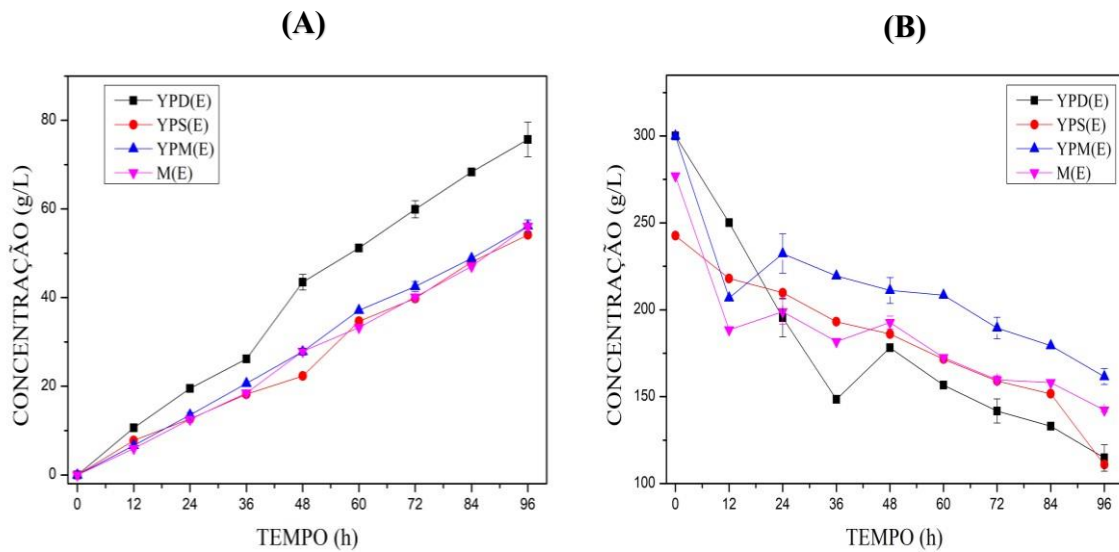 (A)
(B)
YPD(E)
YPS(E)
YPM(E)
M(E)
CONCENTRAÇÃO (g/L)
80
60
40
20
0
0 12 24 36 48 60 72 84 96
TEMPO (h)
YPD(E)
YPS(E)
YPM(E)
M(E)
CONCENTRAÇÃO (g/L)
300
250
200
150
100
0 12 24 36 48 60 72 84 96
TEMPO (h)